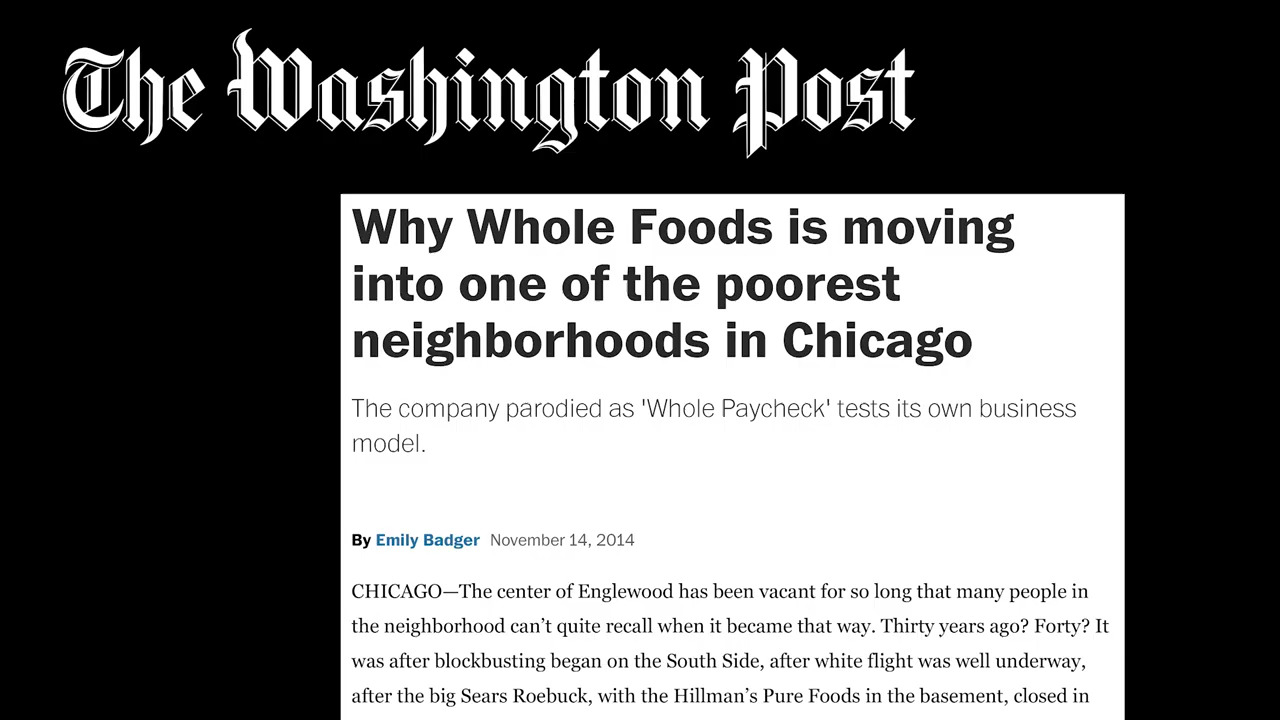 The Washington Post
Why Whole Foods is moving
into one of the poorest
neighborhoods in Chicago
The company parodied as 'Whole Paycheck' tests its own business
model.
By Emily Badger November 14, 2014
CHICAGO—The center of Englewood has been vacant for so long that many people in
the neighborhood can’t quite recall when it became that way. Thirty years ago? Forty? It
was after blockbusting began on the South Side, after white flight was well underway,
after the big Sears Roebuck, with the Hillman’s Pure Foods in the basement, closed in